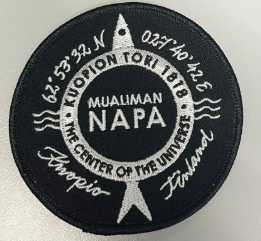 62° 53' 32 N
027° 40' 42 E
KUOPION TORI 1818
MUALIMAN
NAPA
THE CENTER OF THE UNIVERSE
Kuopio
Finland